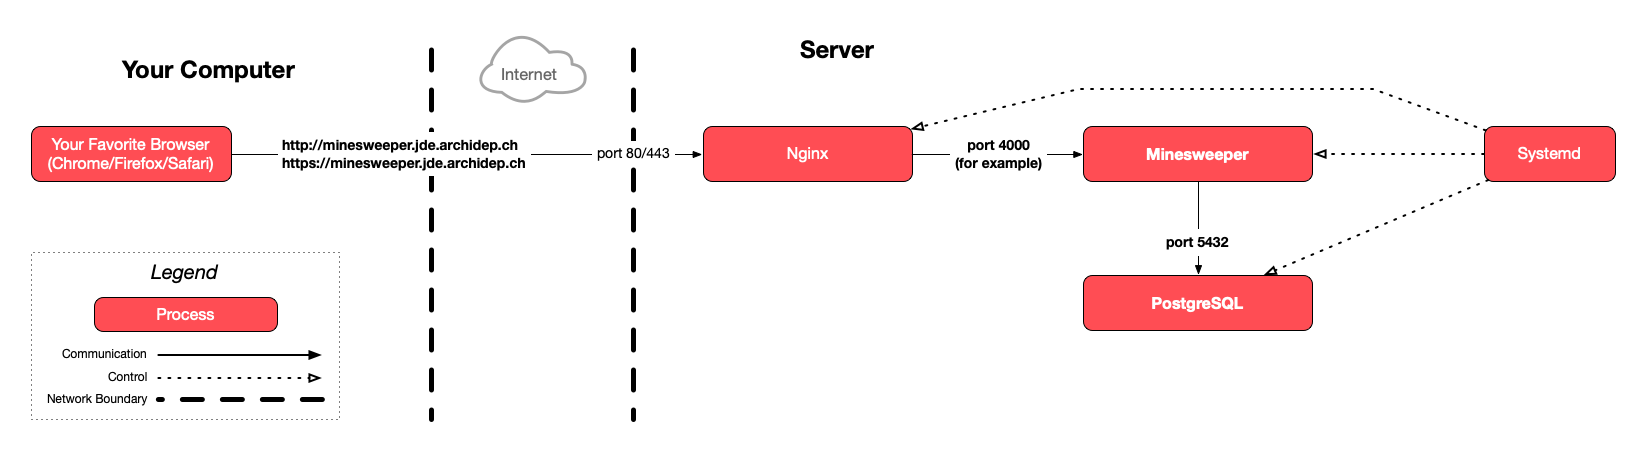 Your Computer
Internet
Server
Your Favorite Browser
(Chrome/Firefox/Safari)
http://minesweeper.jde.archidep.ch
https://minesweeper.jde.archidep.ch
port 80/443
Nginx
port 4000
(for example)
Minesweeper
Systemd
port 5432
PostgreSQL
Legend
Process
Communication
Control
Network Boundary